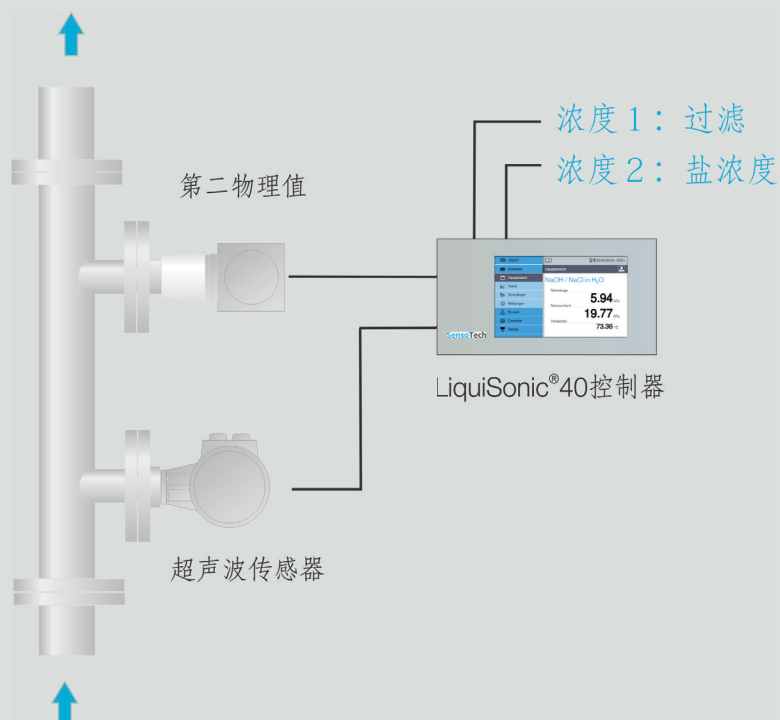 浓度1：过滤
浓度2：盐浓度
第二物理值
NaOH / NaCl in H₂O
5.94
19.77
73.36 °C
SensoTech
LiquiSonic®40控制器
超声波传感器